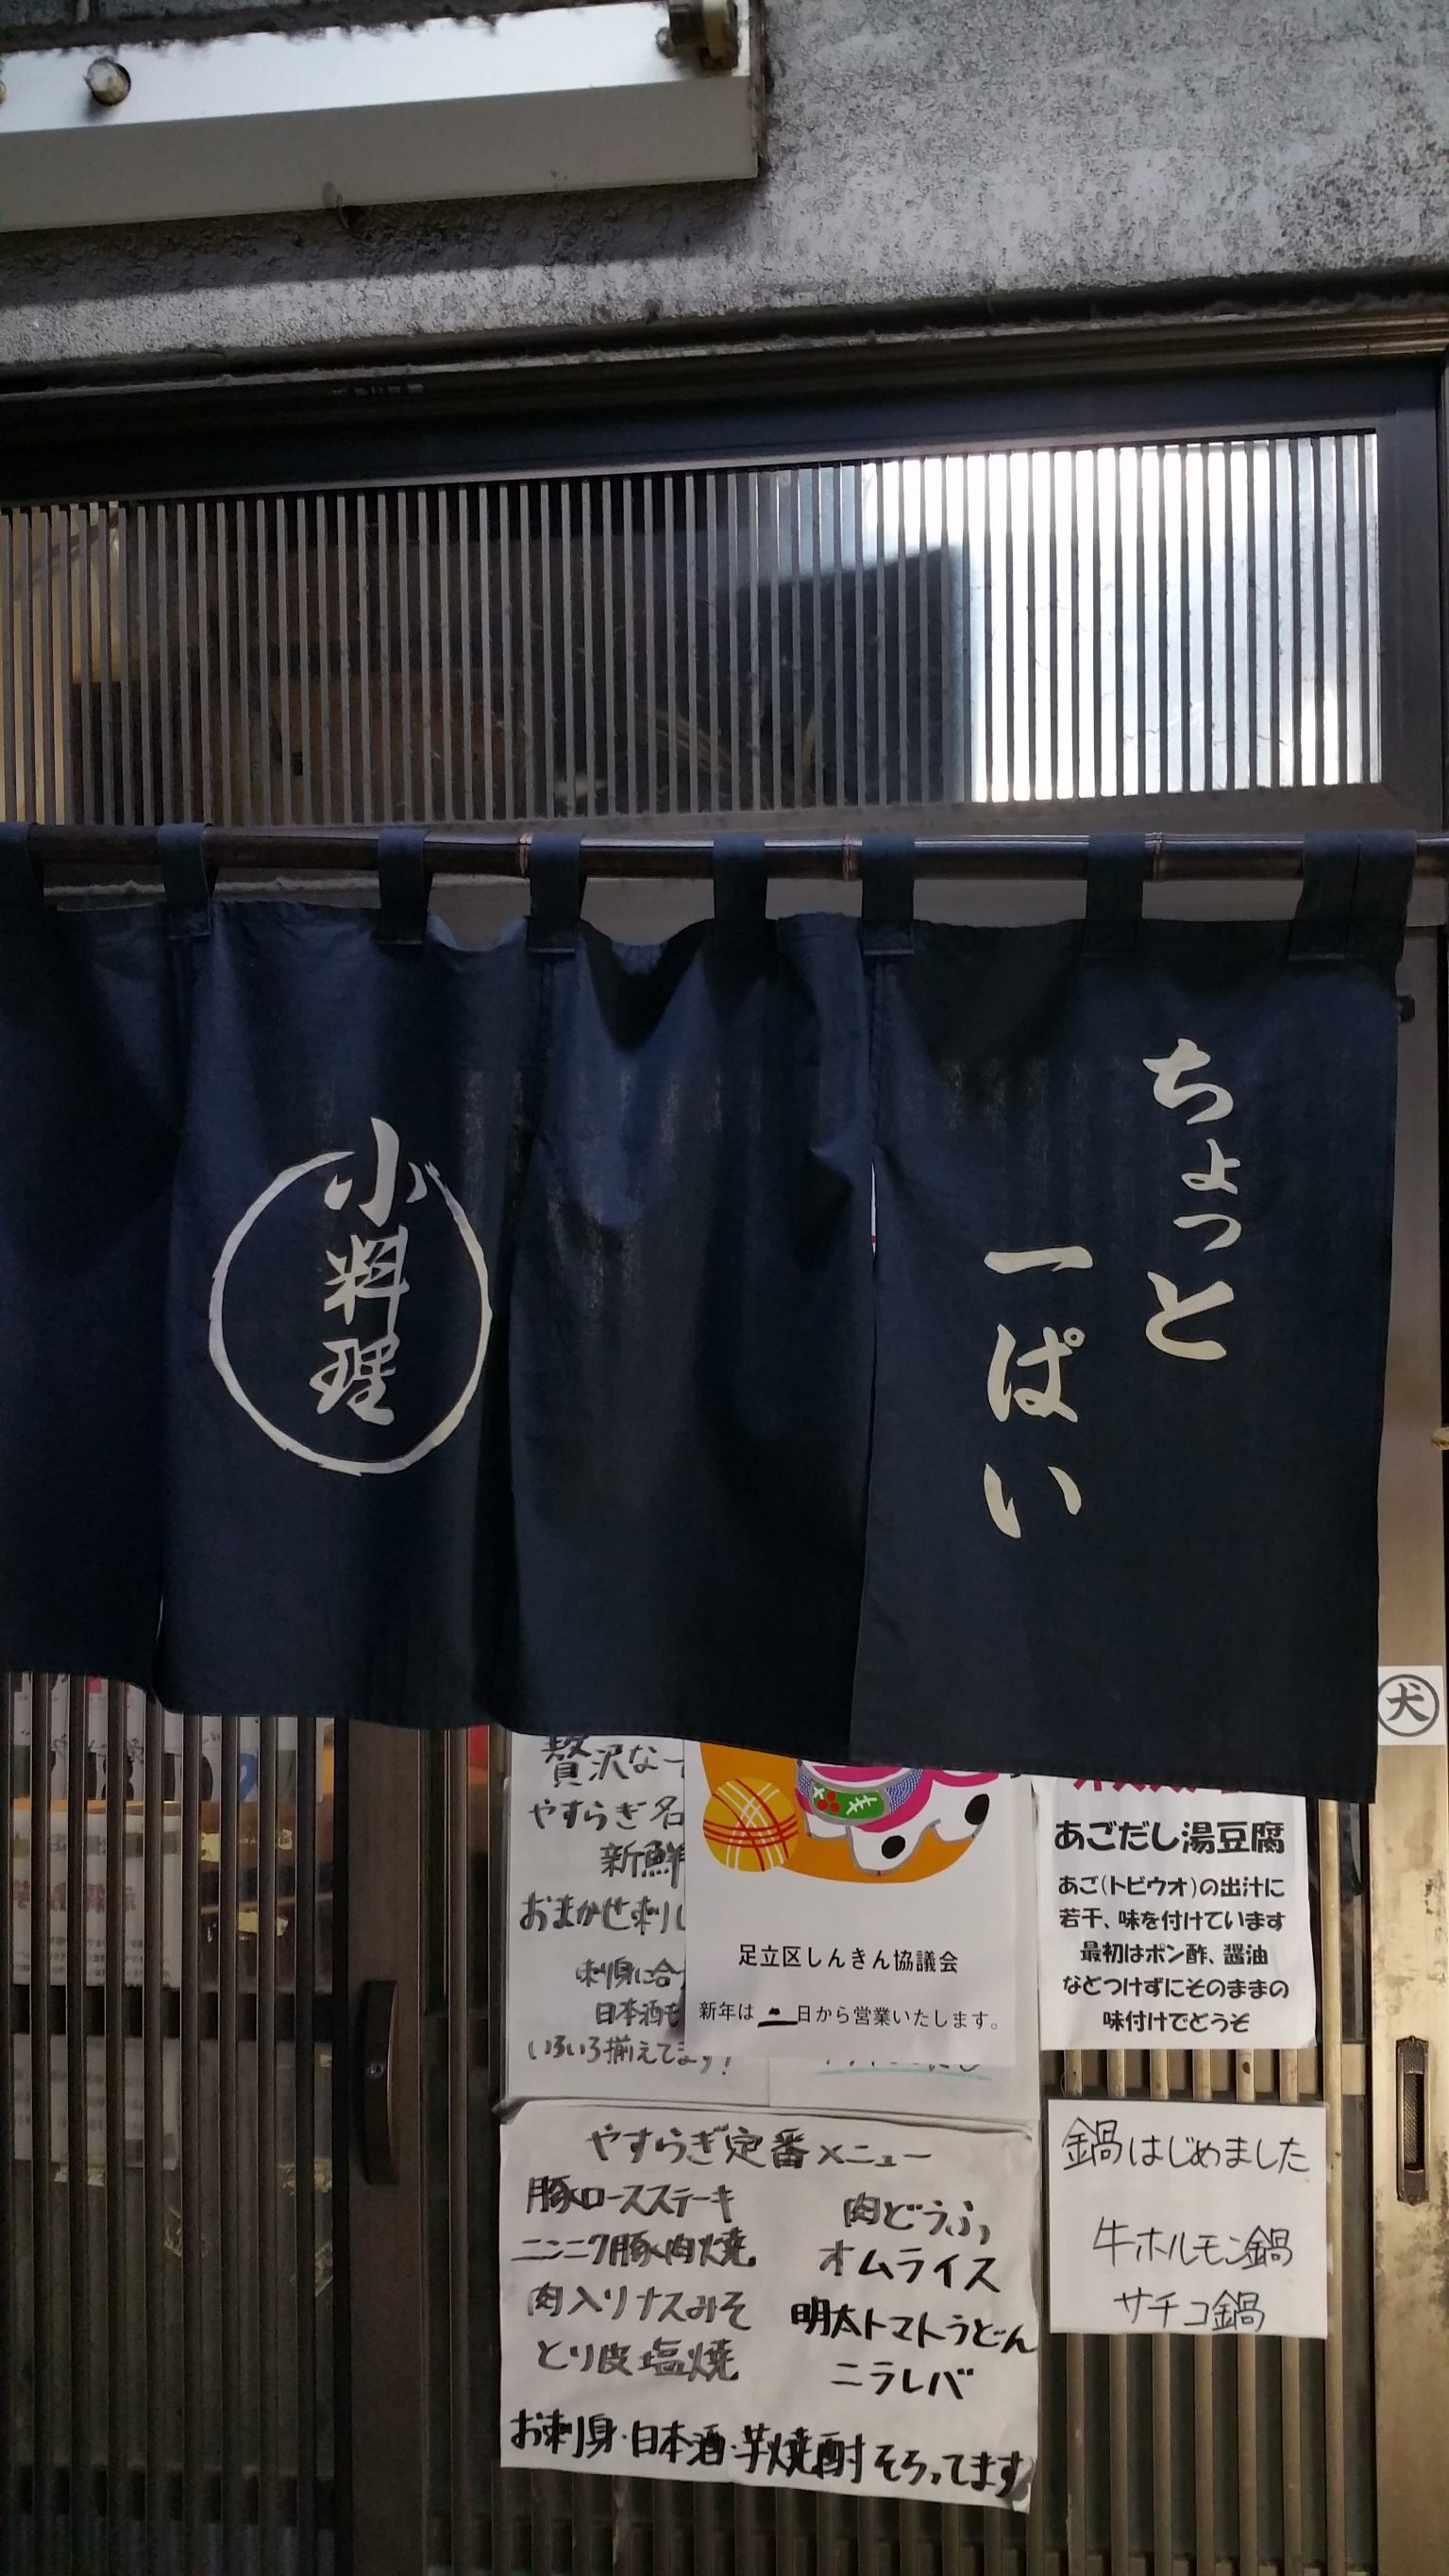 ちょっと
一ぱい
小料理
犬
贅沢な一
やすらぎ名
新鮮
おまかせ刺し
刺身に合う
日本酒も
いろいろ揃えてます!
足立区しんきん協議会
新年は 日から営業いたします。
あごだし湯豆腐
あご(トビウオ)の出汁に
若干、味を付けています
最初はポン酢、醤油
などつけずにそのままの
味付けでどうぞ
やすらぎ定番メニュー
豚ロースステーキ
ニンニク豚肉焼
肉入りナスみそ
とり皮塩焼
肉どうふ
オムライス
明太トマトうどん
ニラレバ
お刺身・日本酒・芋焼酎そろってます
鍋はじめました
牛ホルモン鍋
サチコ鍋